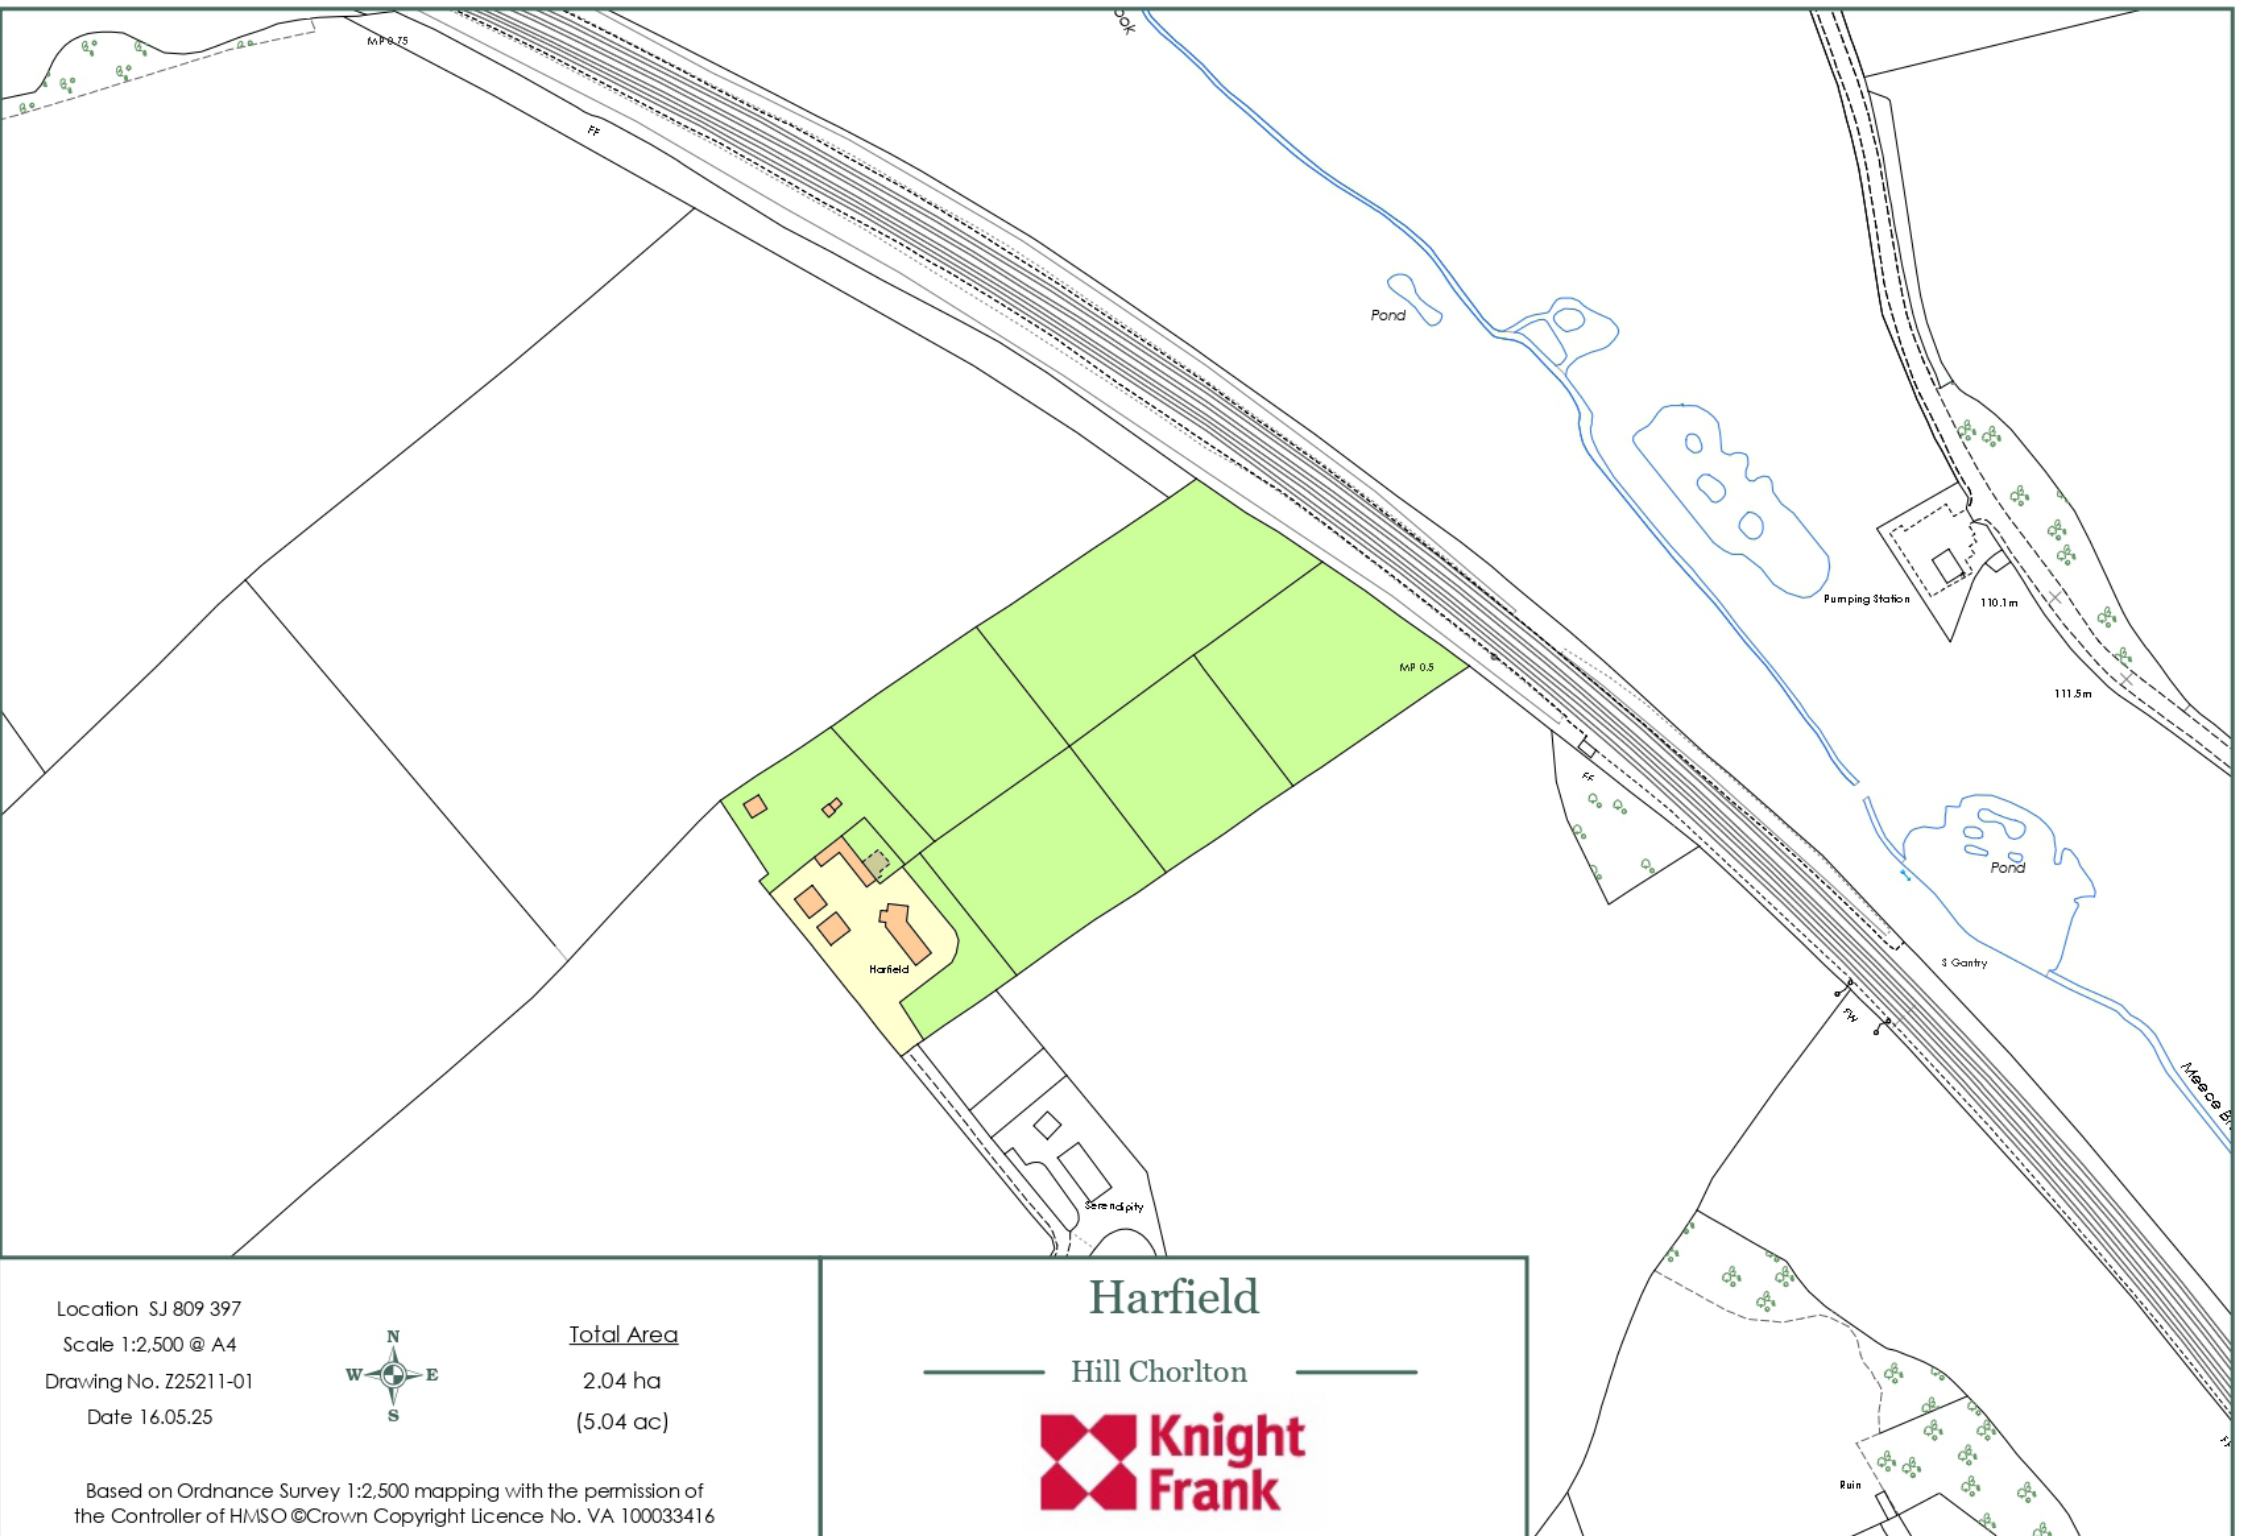 ook
MP 0.75
FF
Pond
Pumping Station
110.1m
MP 0.5
111.5m
FF
Pond
S Gantry
Harfield
FW
Meece Br
Serendipity
FF
Ruin
Location SJ 809 397
Scale 1:2,500 @ A4
Drawing No. Z25211-01
Date 16.05.25
N
W E
S
Total Area
2.04 ha
(5.04 ac)
Based on Ordnance Survey 1:2,500 mapping with the permission of
the Controller of HMSO ©Crown Copyright Licence No. VA 100033416
Harfield
Hill Chorlton
Knight
Frank